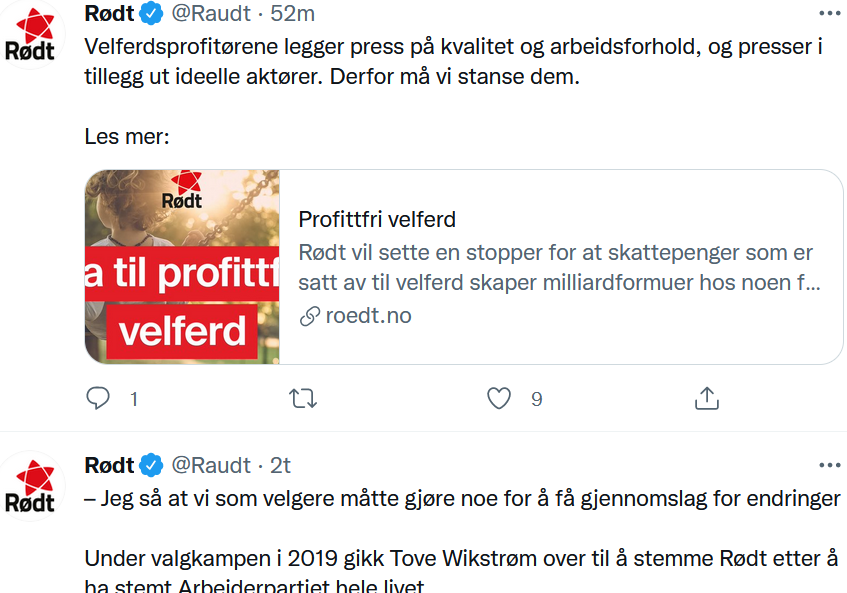 Rødt @Raudt · 52m
Rødt
Velferdsprofitørene legger press på kvalitet og arbeidsforhold, og presser i
tillegg ut ideelle aktører. Derfor må vi stanse dem.
Les mer:
Rødt
a til profittf
velferd
Profittfri velferd
Rødt vil sette en stopper for at skattepenger som er
satt av til velferd skaper milliardformuer hos noen f...
roedt.no
1
9
Rødt @Raudt · 2t
Rødt
– Jeg så at vi som velgere måtte gjøre noe for å få gjennomslag for endringer
Under valgkampen i 2019 gikk Tove Wikstrøm over til å stemme Rødt etter å
ha stemt Arbeiderpartiet hele livet